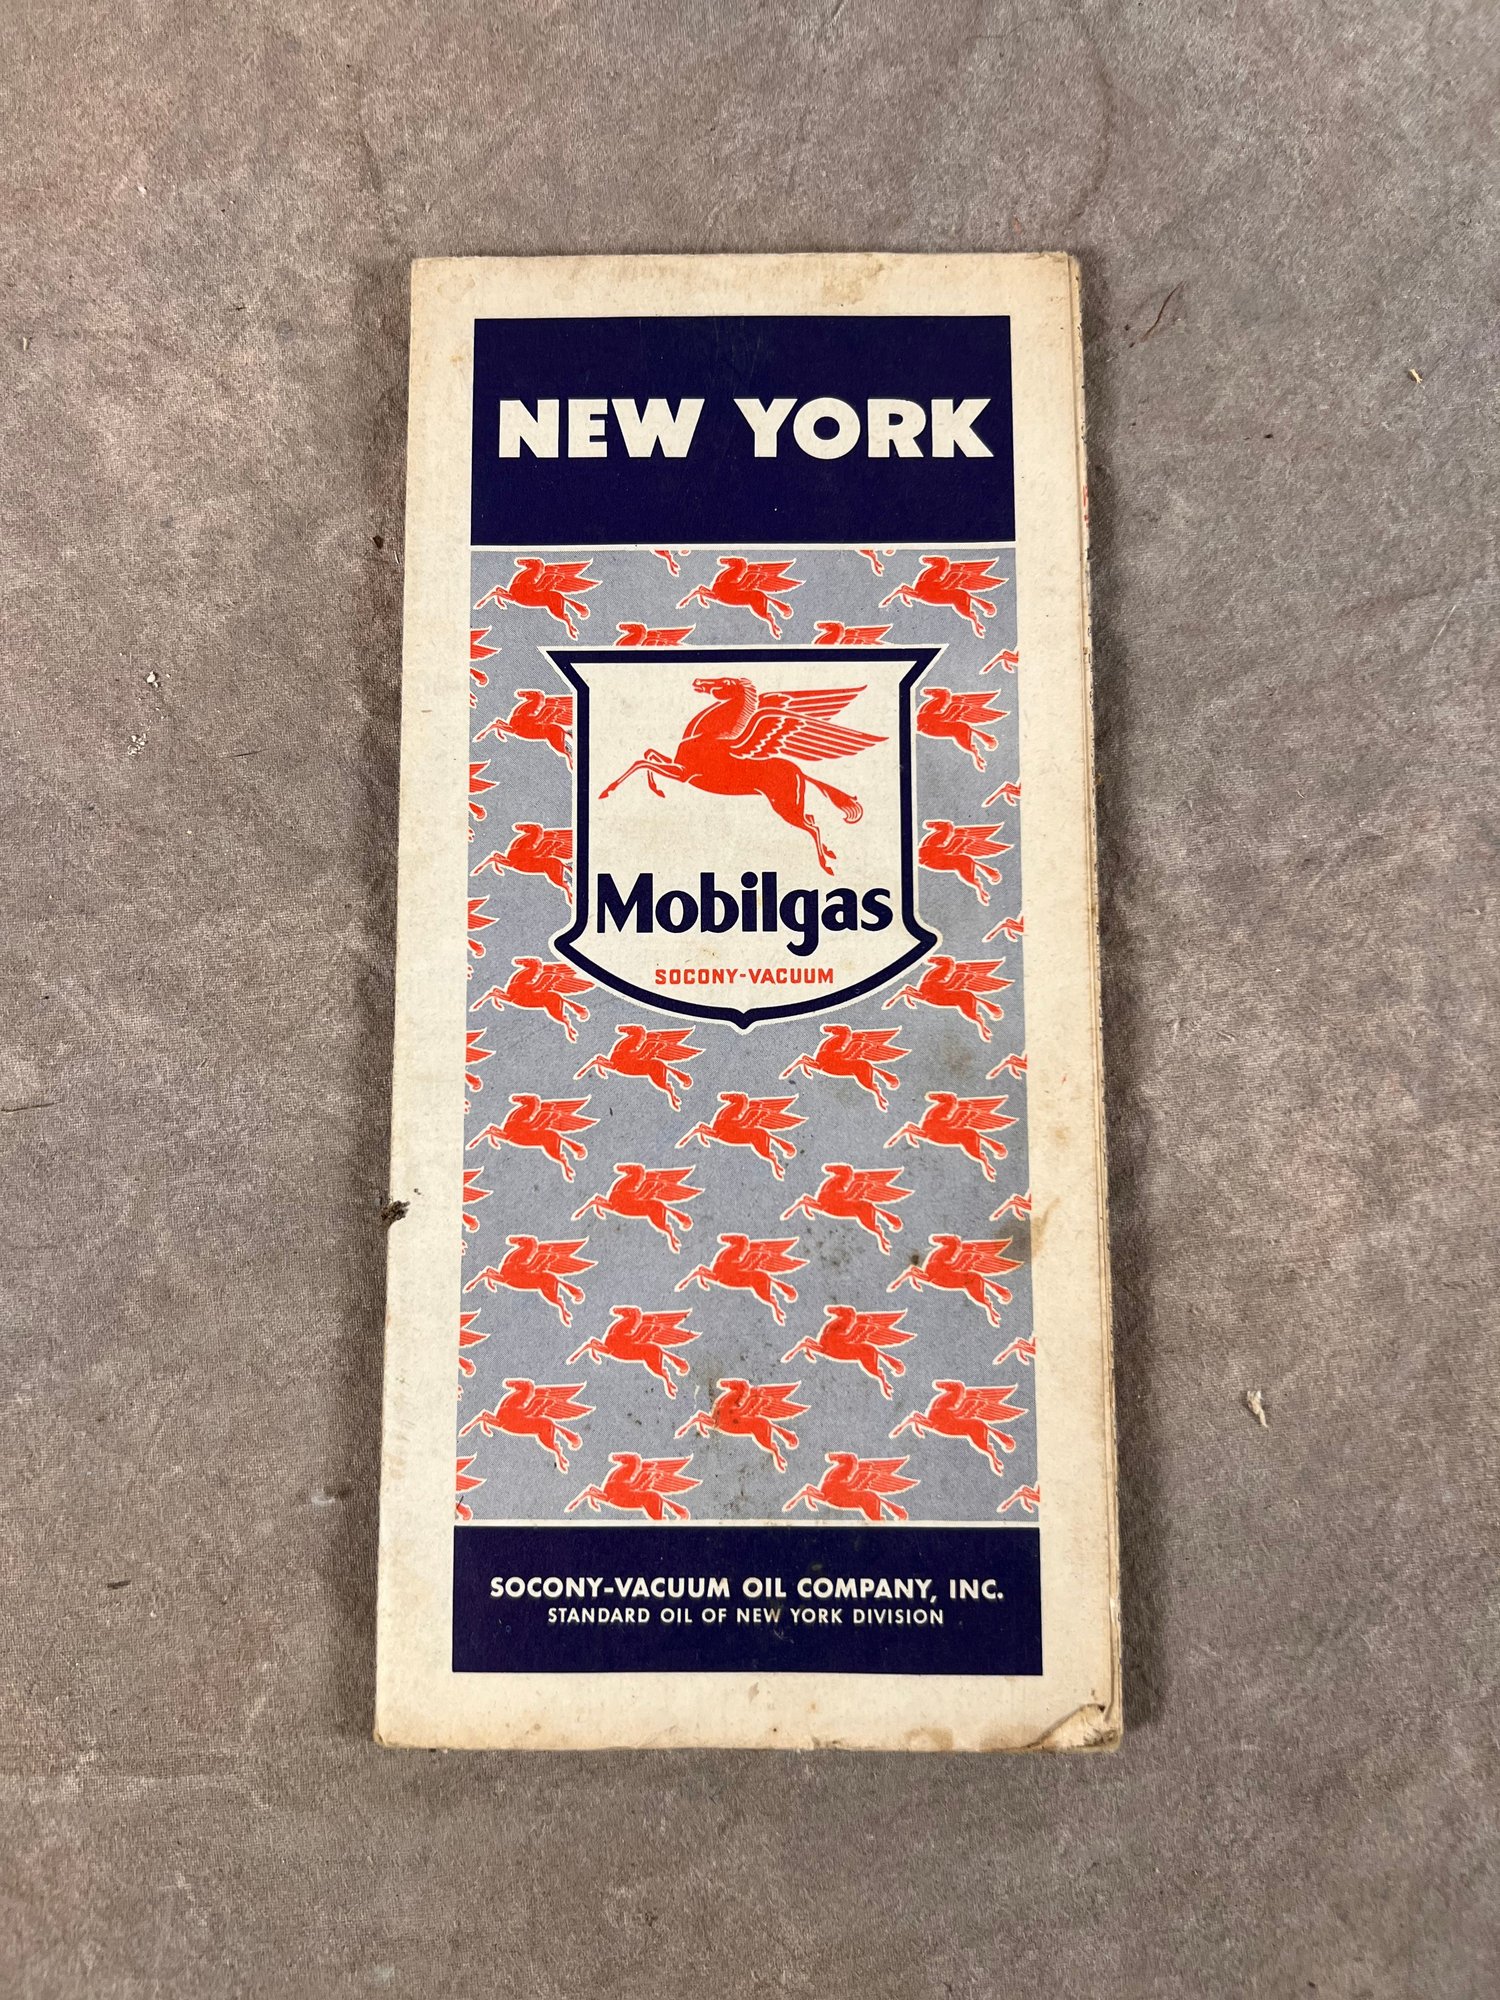 NEW YORK
Mobilgas
SOCONY-VACUUM
SOCONY-VACUUM OIL COMPANY, INC.
STANDARD OIL OF NEW YORK DIVISION